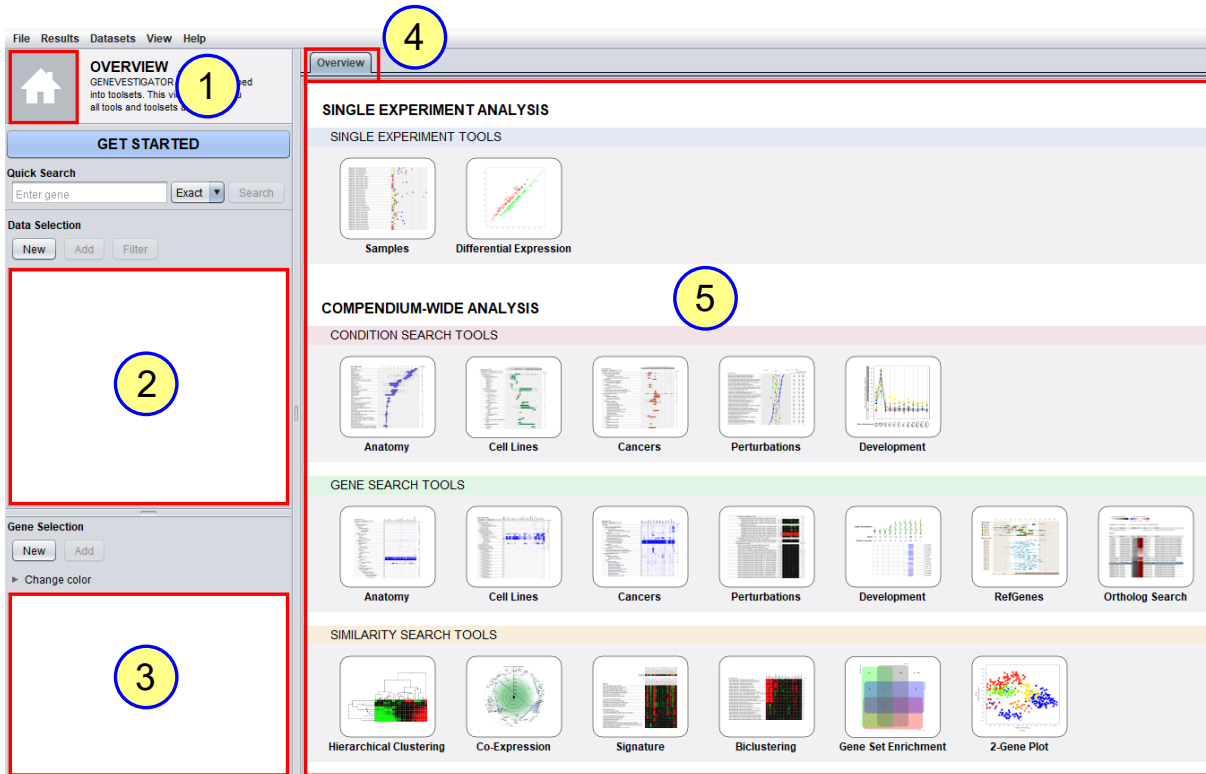 File Results Datasets View Help
OVERVIEW
GENEVESTIGATOR
into toolsets. This
all tools and toolsets
1
GET STARTED
Quick Search
Enter gene Exact Search
Data Selection
New Add Filter
2
Gene Selection
New Add
Change color
3
4
Overview
SINGLE EXPERIMENT ANALYSIS
SINGLE EXPERIMENT TOOLS
Samples Differential Expression
5
COMPENDIUM-WIDE ANALYSIS
CONDITION SEARCH TOOLS
Anatomy Cell Lines Cancers Perturbations Development
GENE SEARCH TOOLS
Anatomy Cell Lines Cancers Perturbations Development RefGenes Ortholog Search
SIMILARITY SEARCH TOOLS
Hierarchical Clustering Co-Expression Signature Biclustering Gene Set Enrichment 2-Gene Plot